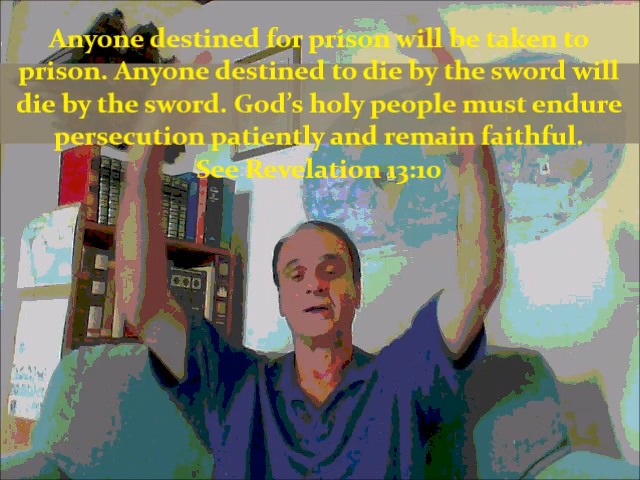 Anyone destined for prison will be taken to
prison. Anyone destined to die by the sword will
die by the sword. God’s holy people must endure
persecution patiently and remain faithful.
See Revelation 13:10